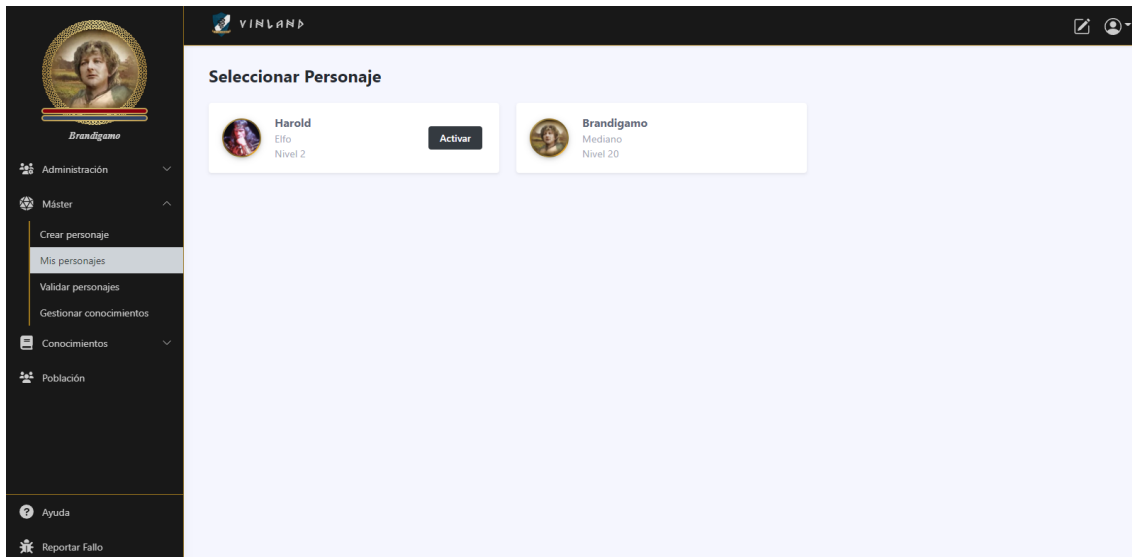 VINLAND
Brandigamo
Administración
Máster
Crear personaje
Mis personajes
Validar personajes
Gestionar conocimientos
Conocimientos
Población
Ayuda
Reportar Fallo
Seleccionar Personaje
Harold
Elfo
Nivel 2
Activar
Brandigamo
Mediano
Nivel 20